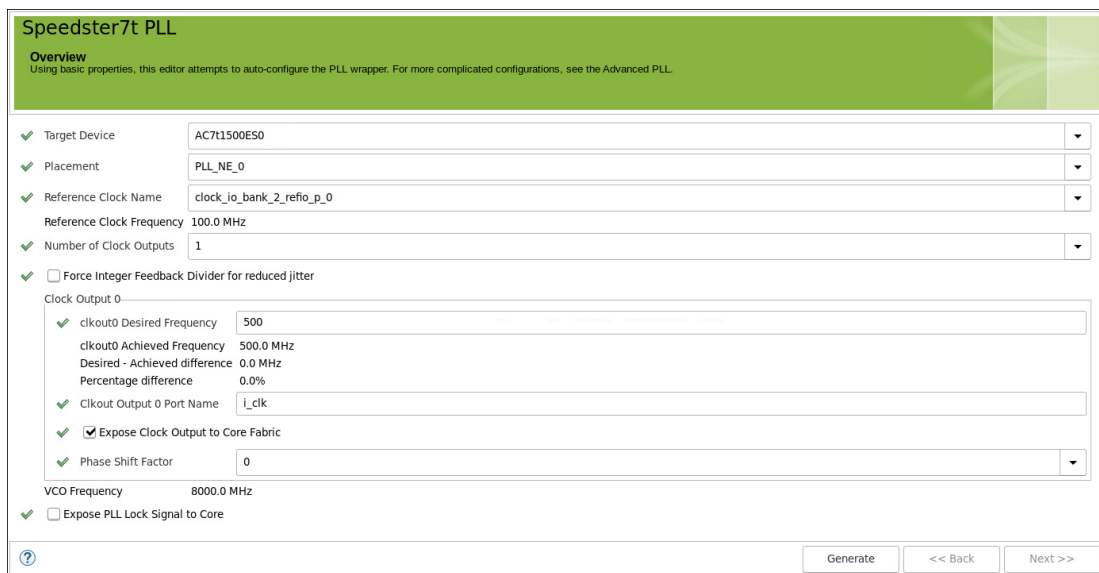 Speedster7t PLL
Overview
Using basic properties, this editor attempts to auto-configure the PLL wrapper. For more complicated configurations, see the Advanced PLL.
Target Device AC7t1500ES0
Placement PLL_NE_0
Reference Clock Name clock_io_bank_2_refio_p_0
Reference Clock Frequency 100.0 MHz
Number of Clock Outputs 1
Force Integer Feedback Divider for reduced jitter
Clock Output 0
clkout0 Desired Frequency 500
clkout0 Achieved Frequency 500.0 MHz
Desired - Achieved difference 0.0 MHz
Percentage difference 0.0%
Clkout Output 0 Port Name i_clk
Expose Clock Output to Core Fabric
Phase Shift Factor 0
VCO Frequency 8000.0 MHz
Expose PLL Lock Signal to Core
? Generate << Back Next >>